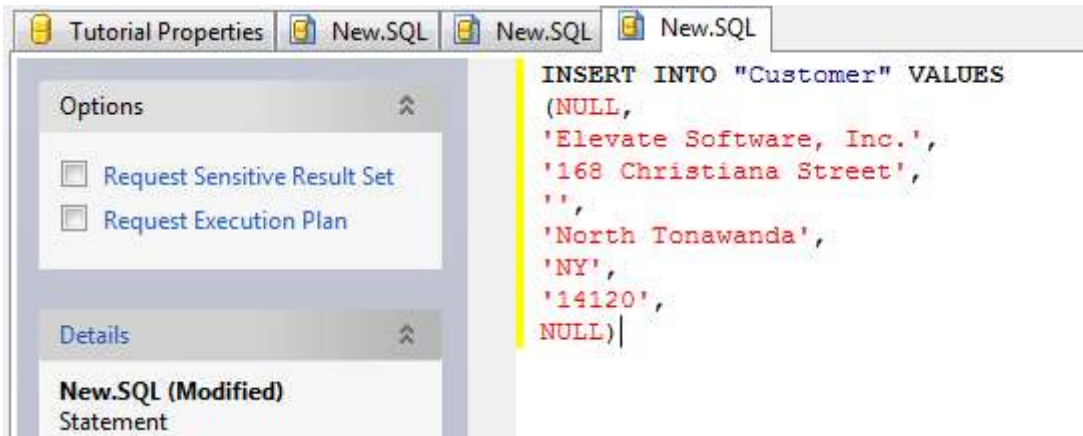 Tutorial Properties New.SQL New.SQL New.SQL
Options
Request Sensitive Result Set
Request Execution Plan
Details
New.SQL (Modified)
Statement
INSERT INTO "Customer" VALUES
(NULL,
'Elevate Software, Inc.',
'168 Christiana Street',
'',
'North Tonawanda',
'NY',
'14120',
NULL)